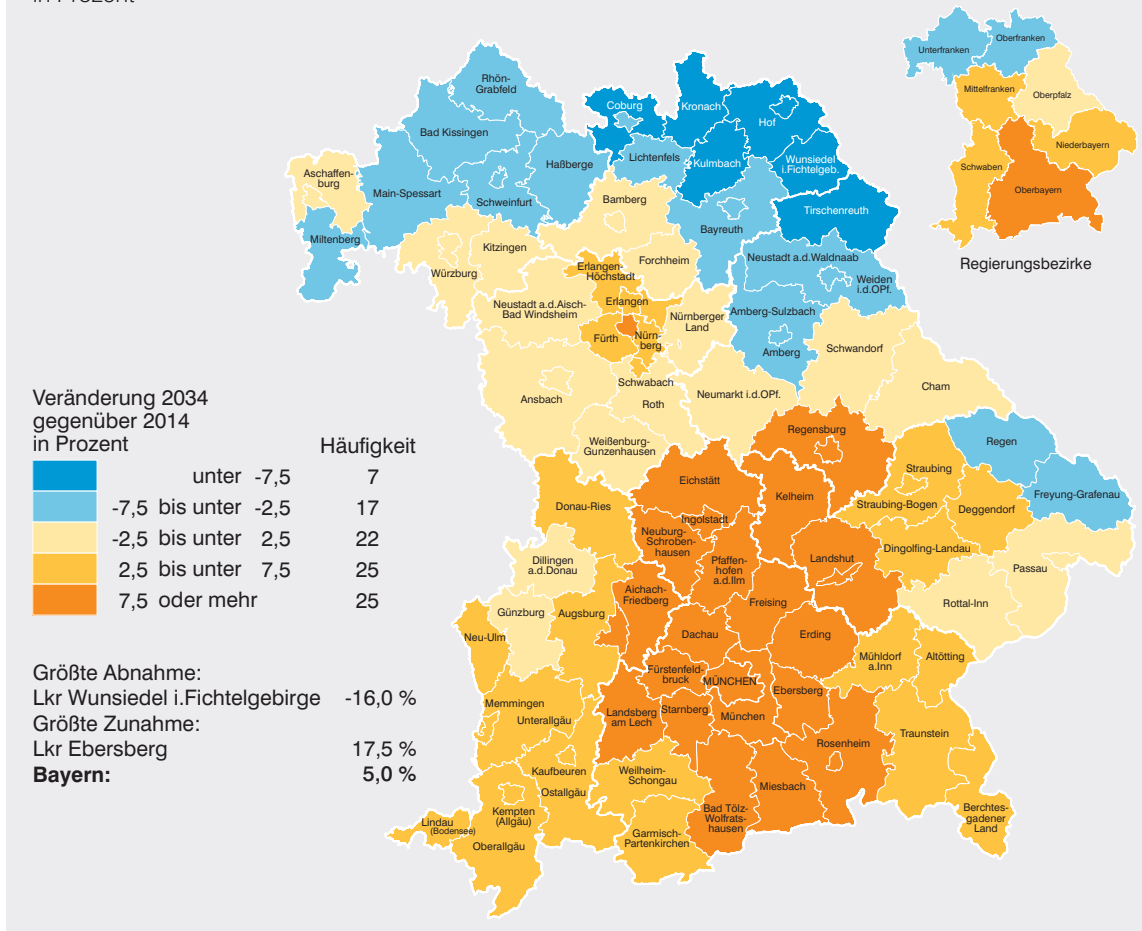 in Prozent
Unterfranken
Oberfranken
Mittelfranken
Oberpfalz
Niederbayern
Schwaben
Oberbayern
Regierungsbezirke
Rhön-
Grabfeld
Coburg
Kronach
Hof
Bad Kissingen
Aschaffen-
burg
Main-Spessart
Schweinfurt
Haßberge
Lichtenfels
Kulmbach
Wunsiedel
i.Fichtelgeb.
Miltenberg
Bamberg
Bayreuth
Tirschenreuth
Würzburg
Kitzingen
Forchheim
Neustadt a.d.Waldnaab
Weiden
i.d.OPf.
Erlangen-
Höchstadt
Erlangen
Neustadt a.d.Aisch-
Bad Windsheim
Fürth
Nürn-
berg
Nürnberger
Land
Amberg-Sulzbach
Amberg
Schwandorf
Cham
Ansbach
Schwabach
Roth
Neumarkt i.d.OPf.
Weißenburg-
Gunzenhausen
Regensburg
Regen
Freyung-Grafenau
Straubing
Straubing-Bogen
Deggendorf
Donau-Ries
Eichstätt
Kelheim
Ingolstadt
Neuburg-
Schroben-
hausen
Pfaffen-
hofen
a.d.Ilm
Landshut
Dingolfing-Landau
Passau
Rottal-Inn
Dillingen
a.d.Donau
Günzburg
Augsburg
Aichach-
Friedberg
Freising
Dachau
Erding
Mühldorf
a.Inn
Altötting
Neu-Ulm
Fürstenfeld-
bruck
MÜNCHEN
Ebersberg
Memmingen
Unterallgäu
Landsberg
am Lech
Starnberg
München
Rosenheim
Traunstein
Kaufbeuren
Ostallgäu
Weilheim-
Schongau
Bad Tölz-
Wolfrats-
hausen
Miesbach
Berchtes-
gadener
Land
Kempten
(Allgäu)
Lindau
(Bodensee)
Oberallgäu
Garmisch-
Partenkirchen
Veränderung 2034
gegenüber 2014
in Prozent Häufigkeit
unter -7,5 7
-7,5 bis unter -2,5 17
-2,5 bis unter 2,5 22
2,5 bis unter 7,5 25
7,5 oder mehr 25
Größte Abnahme:
Lkr Wunsiedel i.Fichtelgebirge -16,0 %
Größte Zunahme:
Lkr Ebersberg 17,5 %
Bayern: 5,0 %